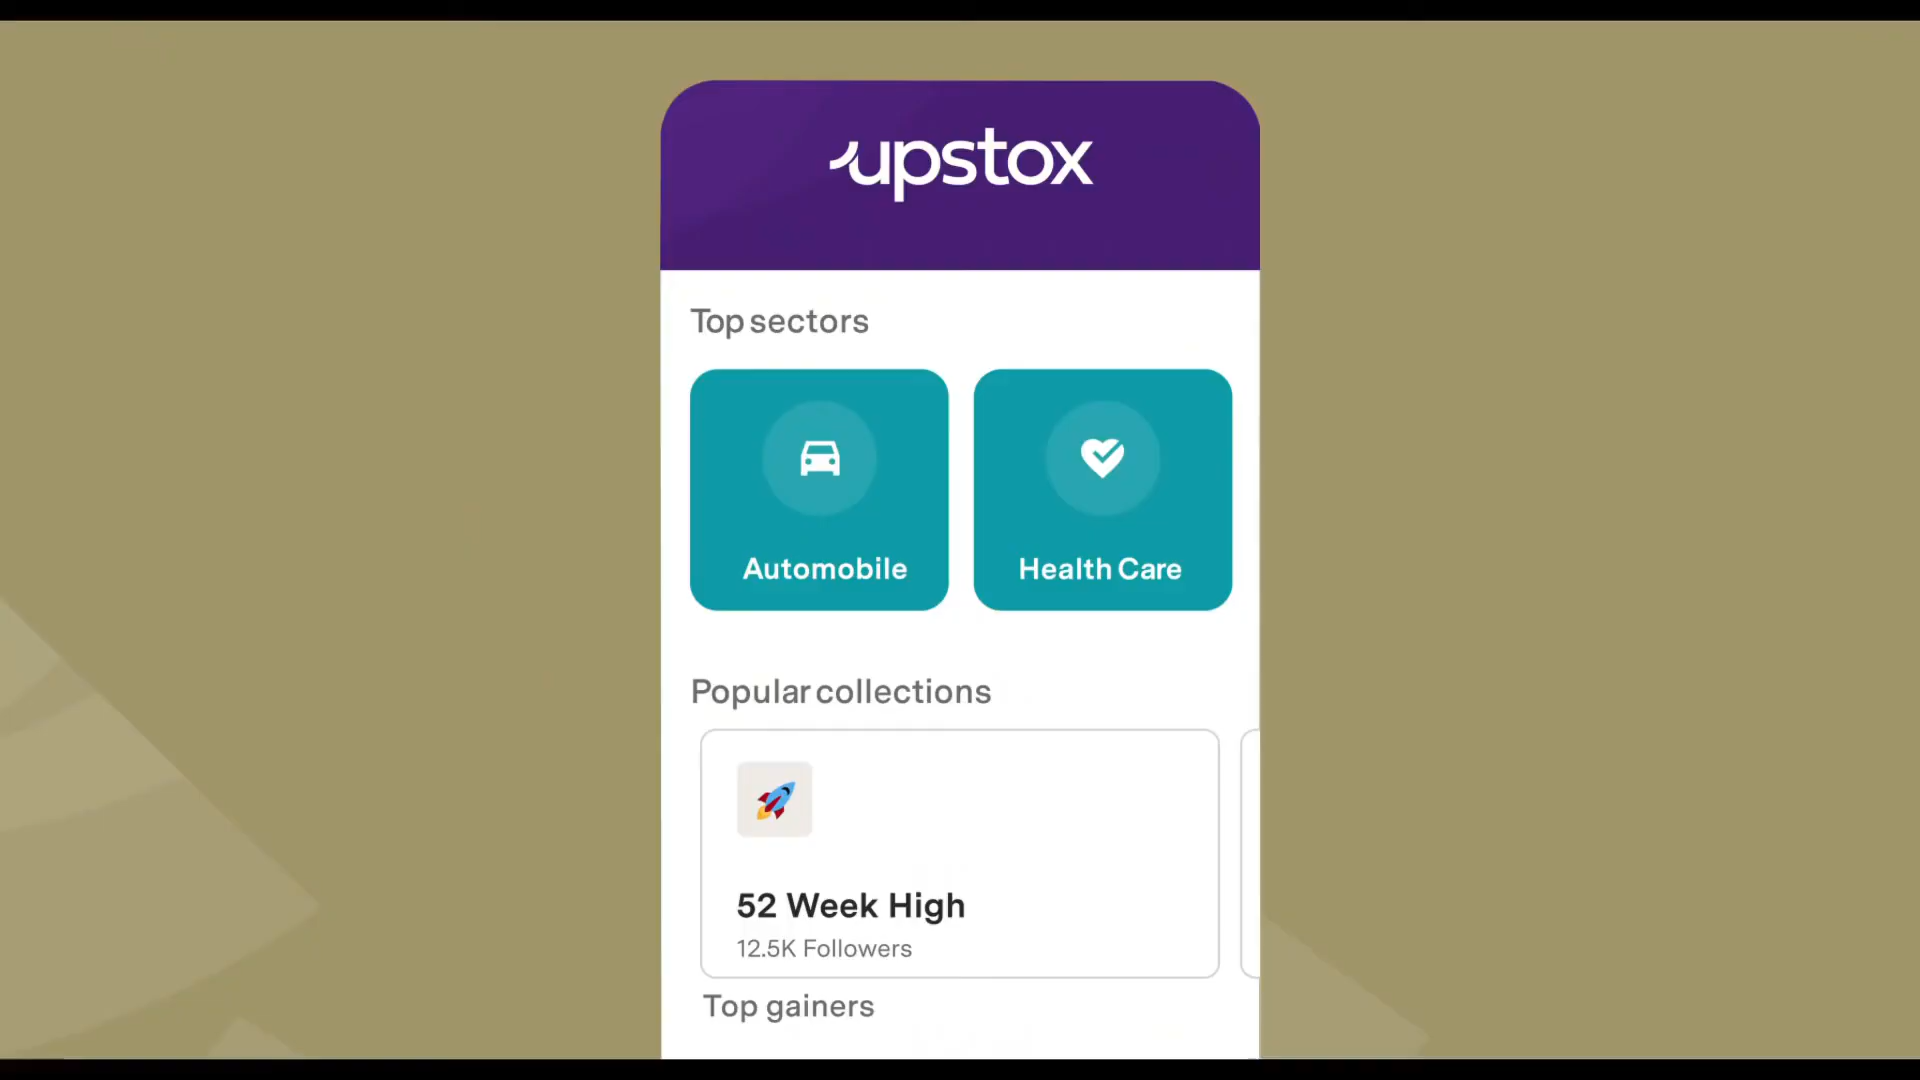 upstox
Top sectors
Automobile
Health Care
Popular collections
52 Week High
12.5K Followers
Top gainers